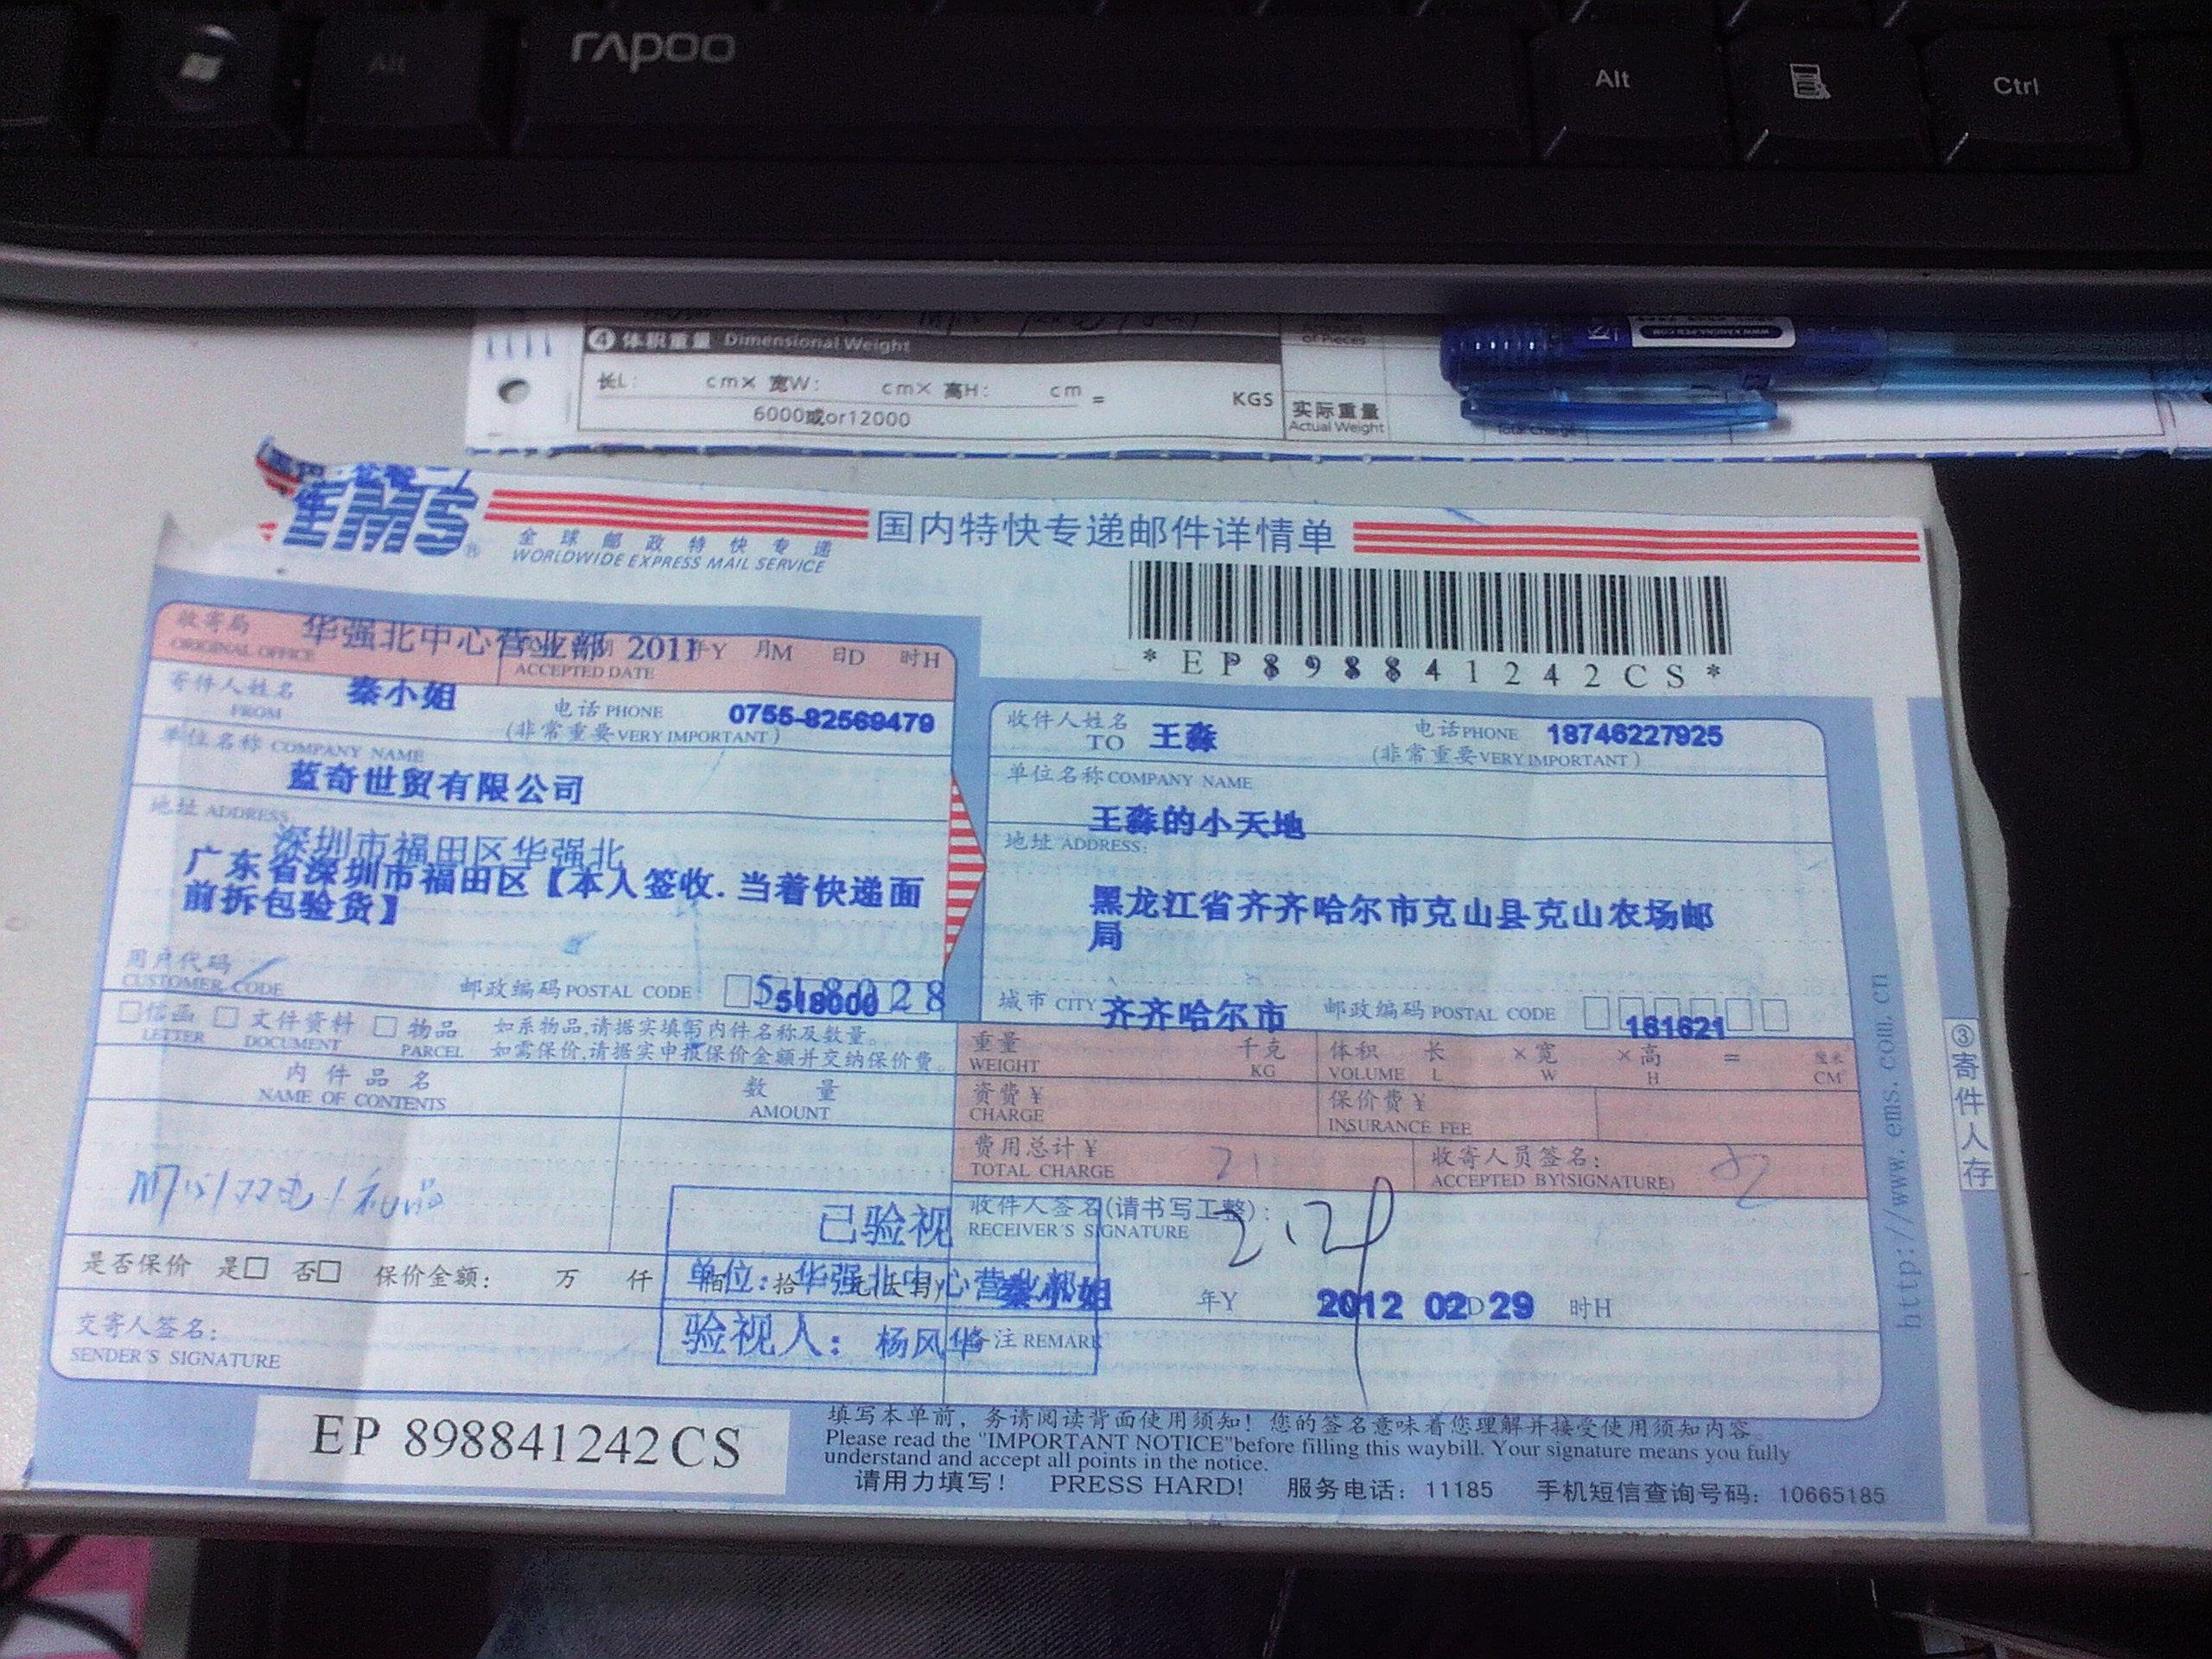 Alt
rapoo
Alt
Ctrl
④ 体积重量 Dimensional Weight
长L: cm× 宽W: cm× 高H: cm = KGS
6000或or12000
实际重量
Actual Weight
EMS
全球邮政特快专递
WORLDWIDE EXPRESS MAIL SERVICE
国内特快专递邮件详情单
*EP898841242CS*
收寄局 华强北中心营业部 2011 年Y 月M 日D 时H
ORIGINAL OFFICE ACCEPTED DATE
寄件人姓名 秦小姐 电话 PHONE 0755-82569479
FROM (非常重要VERY IMPORTANT)
单位名称 COMPANY NAME
蓝奇世贸有限公司
地址 ADDRESS
深圳市福田区华强北
广东省深圳市福田区【本人签收.当着快递面
前拆包验货】
用户代码
CUSTOMER CODE
邮政编码 POSTAL CODE 518028
518000
收件人姓名 王淼 电话PHONE 18746227925
TO (非常重要VERY IMPORTANT)
单位名称COMPANY NAME
王淼的小天地
地址 ADDRESS:
黑龙江省齐齐哈尔市克山县克山农场邮
局
城市 CITY 齐齐哈尔市 邮政编码 POSTAL CODE 161621
□信函 □文件资料 □物品
LETTER DOCUMENT PARCEL
如系物品,请据实填写内件名称及数量。
如需保价,请据实申报保价金额并交纳保价费。
内件品名 数量
NAME OF CONTENTS AMOUNT
重量 千克 体积 长 ×宽 ×高 = 厘米
WEIGHT KG VOLUME L W H CM
资费¥ 保价费¥
CHARGE INSURANCE FEE
费用总计¥ 21 收寄人员签名:
TOTAL CHARGE ACCEPTED BY(SIGNATURE)
收件人签名(请书写工整):
RECEIVER'S SIGNATURE
已验视
单位: 华强北中心营业部
验视人: 杨风华
是否保价 是□ 否□ 保价金额: 万 仟 佰 拾
秦小姐
年Y 2012 02 D 29 时H
交寄人签名:
SENDER'S SIGNATURE
备注 REMARK
EP 898841242CS
填写本单前,务请阅读背面使用须知!您的签名意味着您理解并接受使用须知内容。
Please read the "IMPORTANT NOTICE"before filling this waybill. Your signature means you fully
understand and accept all points in the notice.
请用力填写! PRESS HARD! 服务电话: 11185 手机短信查询号码: 10665185
http://www.ems.com.cn
③寄件人存